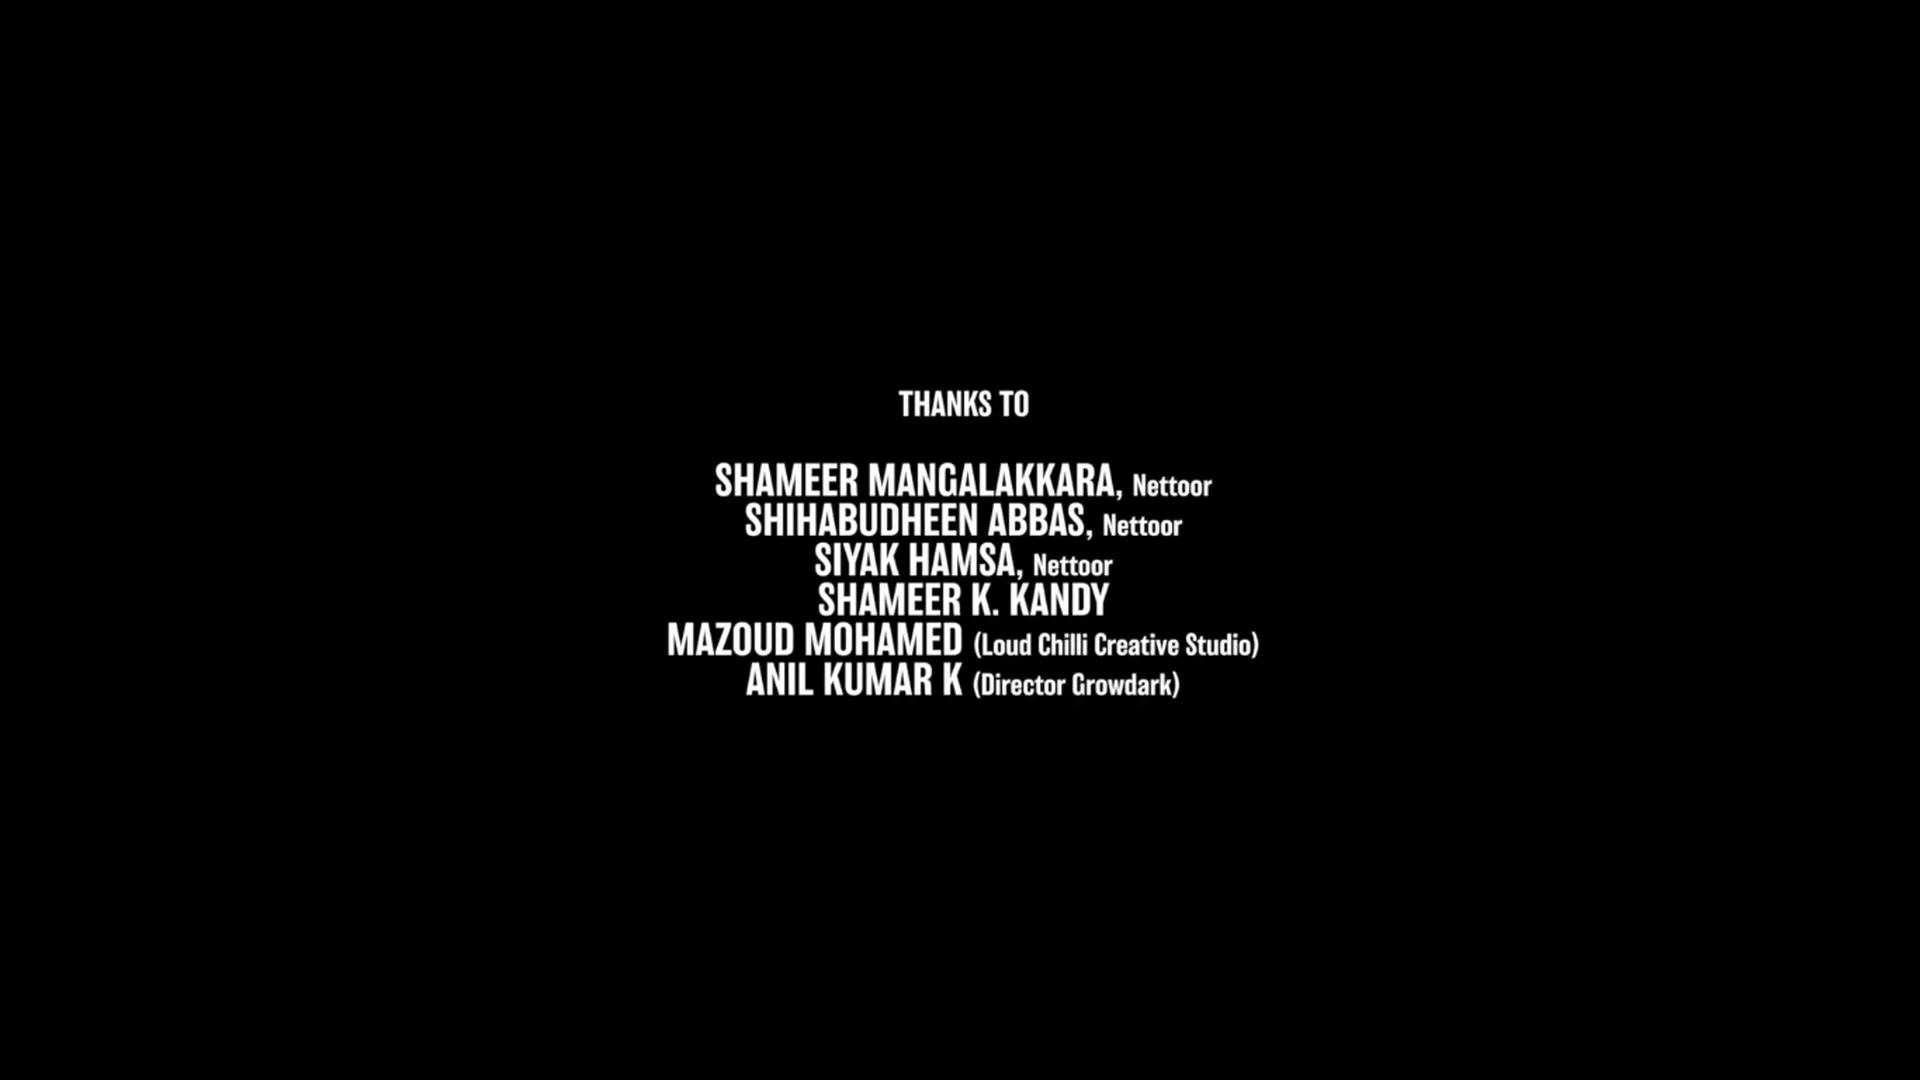 THANKS TO
SHAMEER MANGALAKKARA, Nettoor
SHIHABUDHEEN ABBAS, Nettoor
SIYAK HAMSA, Nettoor
SHAMEER K. KANDY
MAZOUD MOHAMED (Loud Chilli Creative Studio)
ANIL KUMAR K (Director Growdark)